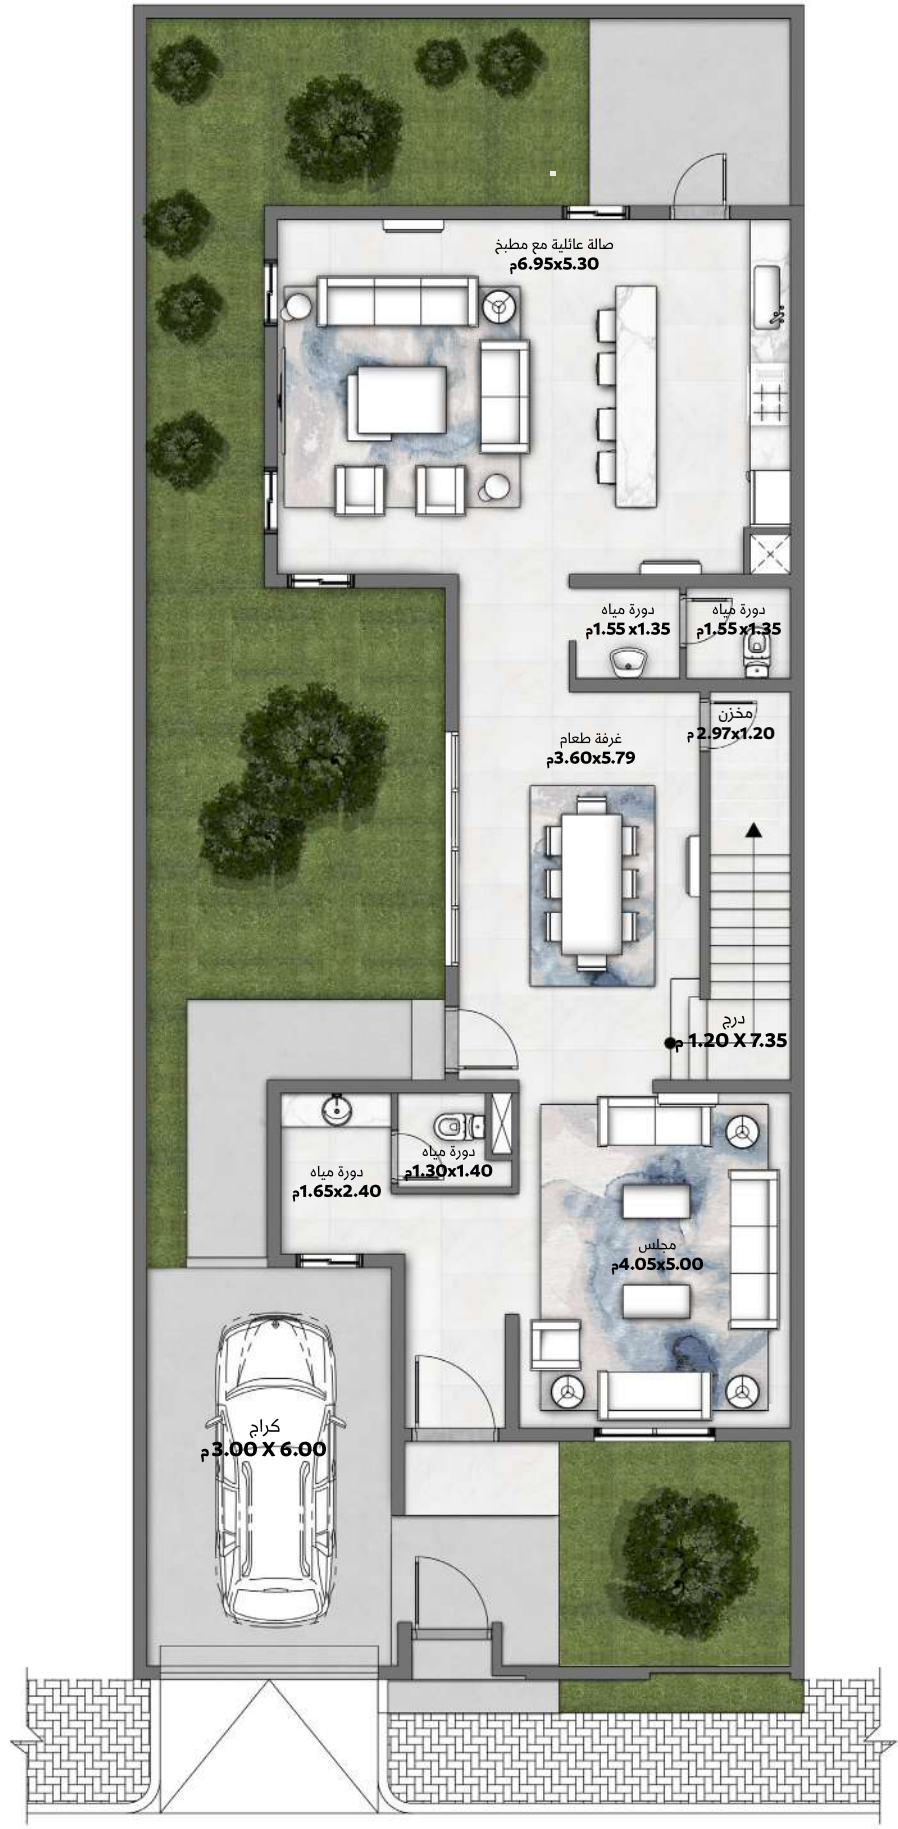 صالة عائلية مع مطبخ
6.95x5.30م
دورة مياه
1.55x1.35م
دورة مياه
1.55x1.35م
مخزن
2.97x1.20م
غرفة طعام
3.60x5.79م
درج
1.20 X 7.35م
دورة مياه
1.30x1.40م
دورة مياه
1.65x2.40م
مجلس
4.05x5.00م
كراج
3.00 X 6.00م